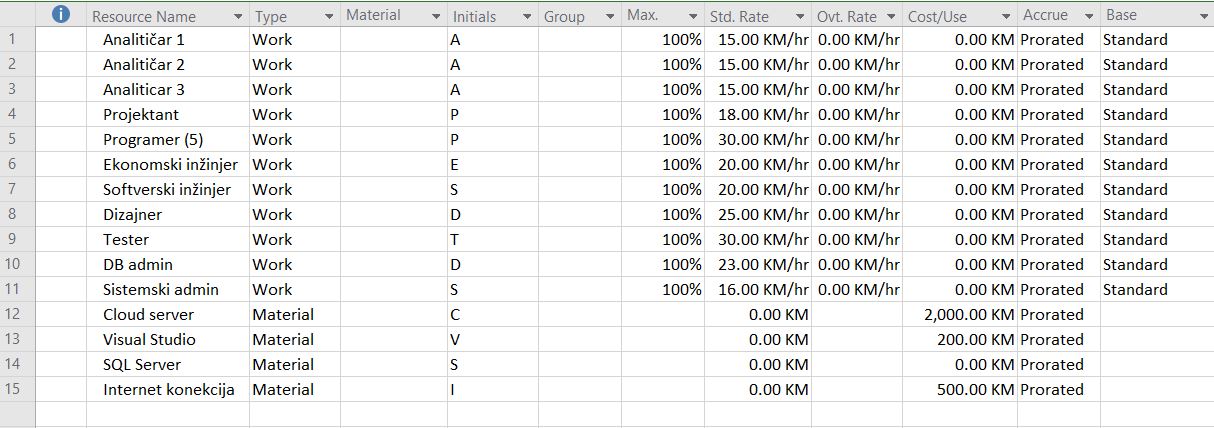 i Resource Name Type Material Initials Group Max. Std. Rate Ovt. Rate Cost/Use Accrue Base
1 Analitičar 1 Work A 100% 15.00 KM/hr 0.00 KM/hr 0.00 KM Prorated Standard
2 Analitičar 2 Work A 100% 15.00 KM/hr 0.00 KM/hr 0.00 KM Prorated Standard
3 Analiticar 3 Work A 100% 15.00 KM/hr 0.00 KM/hr 0.00 KM Prorated Standard
4 Projektant Work P 100% 18.00 KM/hr 0.00 KM/hr 0.00 KM Prorated Standard
5 Programer (5) Work P 100% 30.00 KM/hr 0.00 KM/hr 0.00 KM Prorated Standard
6 Ekonomski inžinjer Work E 100% 20.00 KM/hr 0.00 KM/hr 0.00 KM Prorated Standard
7 Softverski inžinjer Work S 100% 20.00 KM/hr 0.00 KM/hr 0.00 KM Prorated Standard
8 Dizajner Work D 100% 25.00 KM/hr 0.00 KM/hr 0.00 KM Prorated Standard
9 Tester Work T 100% 30.00 KM/hr 0.00 KM/hr 0.00 KM Prorated Standard
10 DB admin Work D 100% 23.00 KM/hr 0.00 KM/hr 0.00 KM Prorated Standard
11 Sistemski admin Work S 100% 16.00 KM/hr 0.00 KM/hr 0.00 KM Prorated Standard
12 Cloud server Material C 0.00 KM 2,000.00 KM Prorated
13 Visual Studio Material V 0.00 KM 200.00 KM Prorated
14 SQL Server Material S 0.00 KM 0.00 KM Prorated
15 Internet konekcija Material I 0.00 KM 500.00 KM Prorated